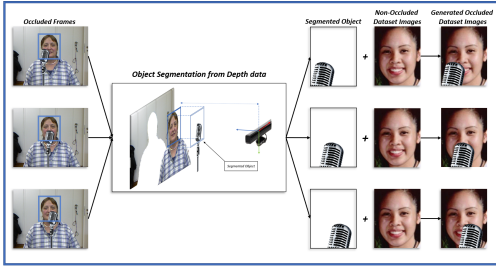 Occluded Frames
Segmented Object
Non-Occluded
Dataset Images
Generated Occluded
Dataset Images
Object Segmentation from Depth data
Segmented Object
+
+
+